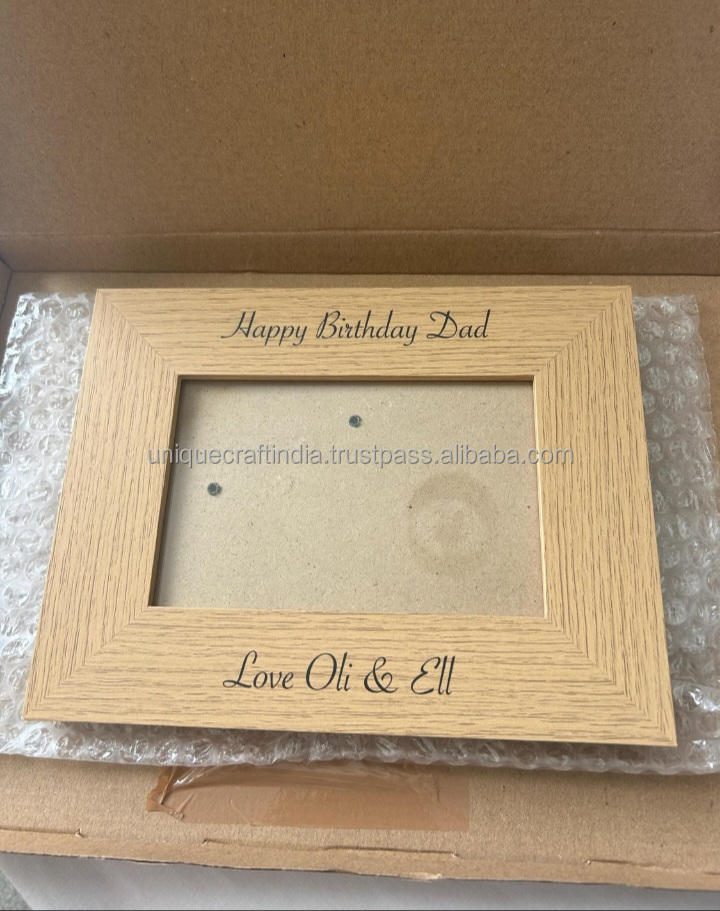 Happy Birthday Dad
uniquecraftindia.trustpass.alibaba.com
Love Oli & Ell